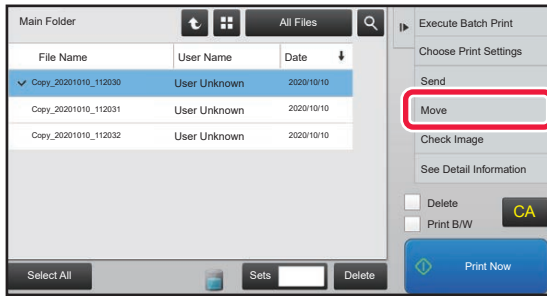 Main Folder
All Files
File Name
User Name
Date
Copy_20201010_112030
User Unknown
2020/10/10
Copy_20201010_112031
User Unknown
2020/10/10
Copy_20201010_112032
User Unknown
2020/10/10
Select All
Sets
Delete
Execute Batch Print
Choose Print Settings
Send
Move
Check Image
See Detail Information
Delete
Print B/W
CA
Print Now